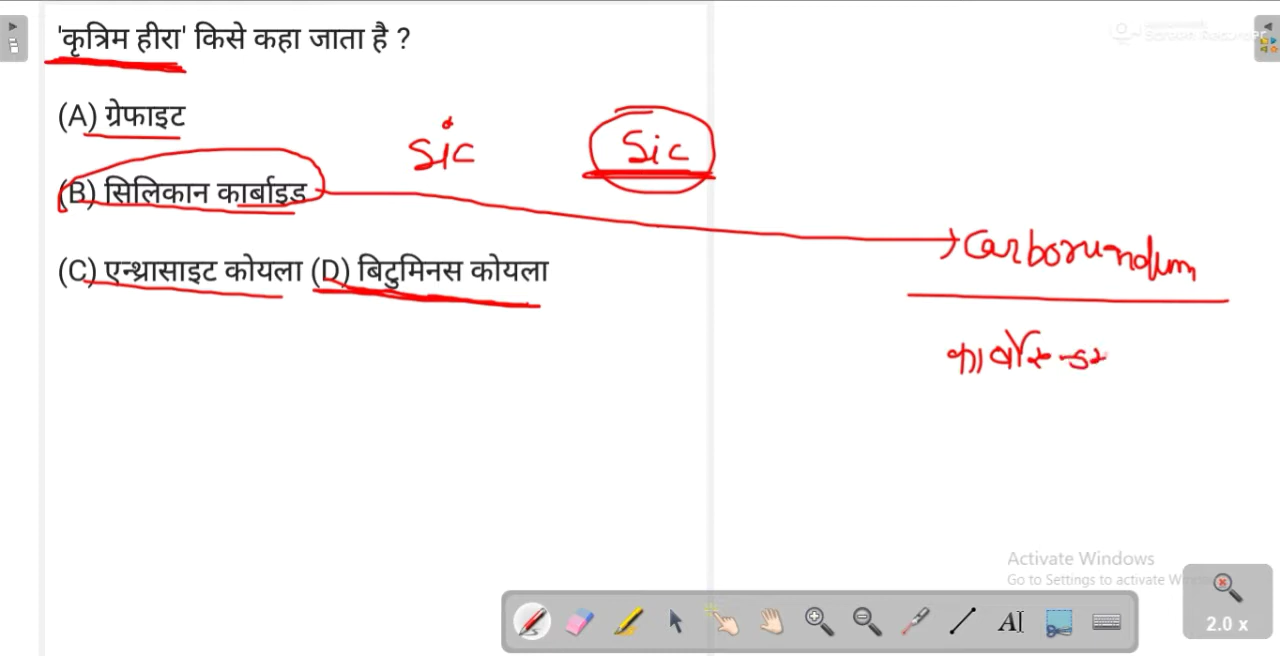 'कृत्रिम हीरा' किसे कहा जाता है ?
(A) ग्रेफाइट
Sic Sic
(B) सिलिकान कार्बाइड
Carborundum
(C) एन्थ्रासाइट कोयला (D) बिटुमिनस कोयला
Activate Windows
Go to Settings to activate W
AI
2.0 x